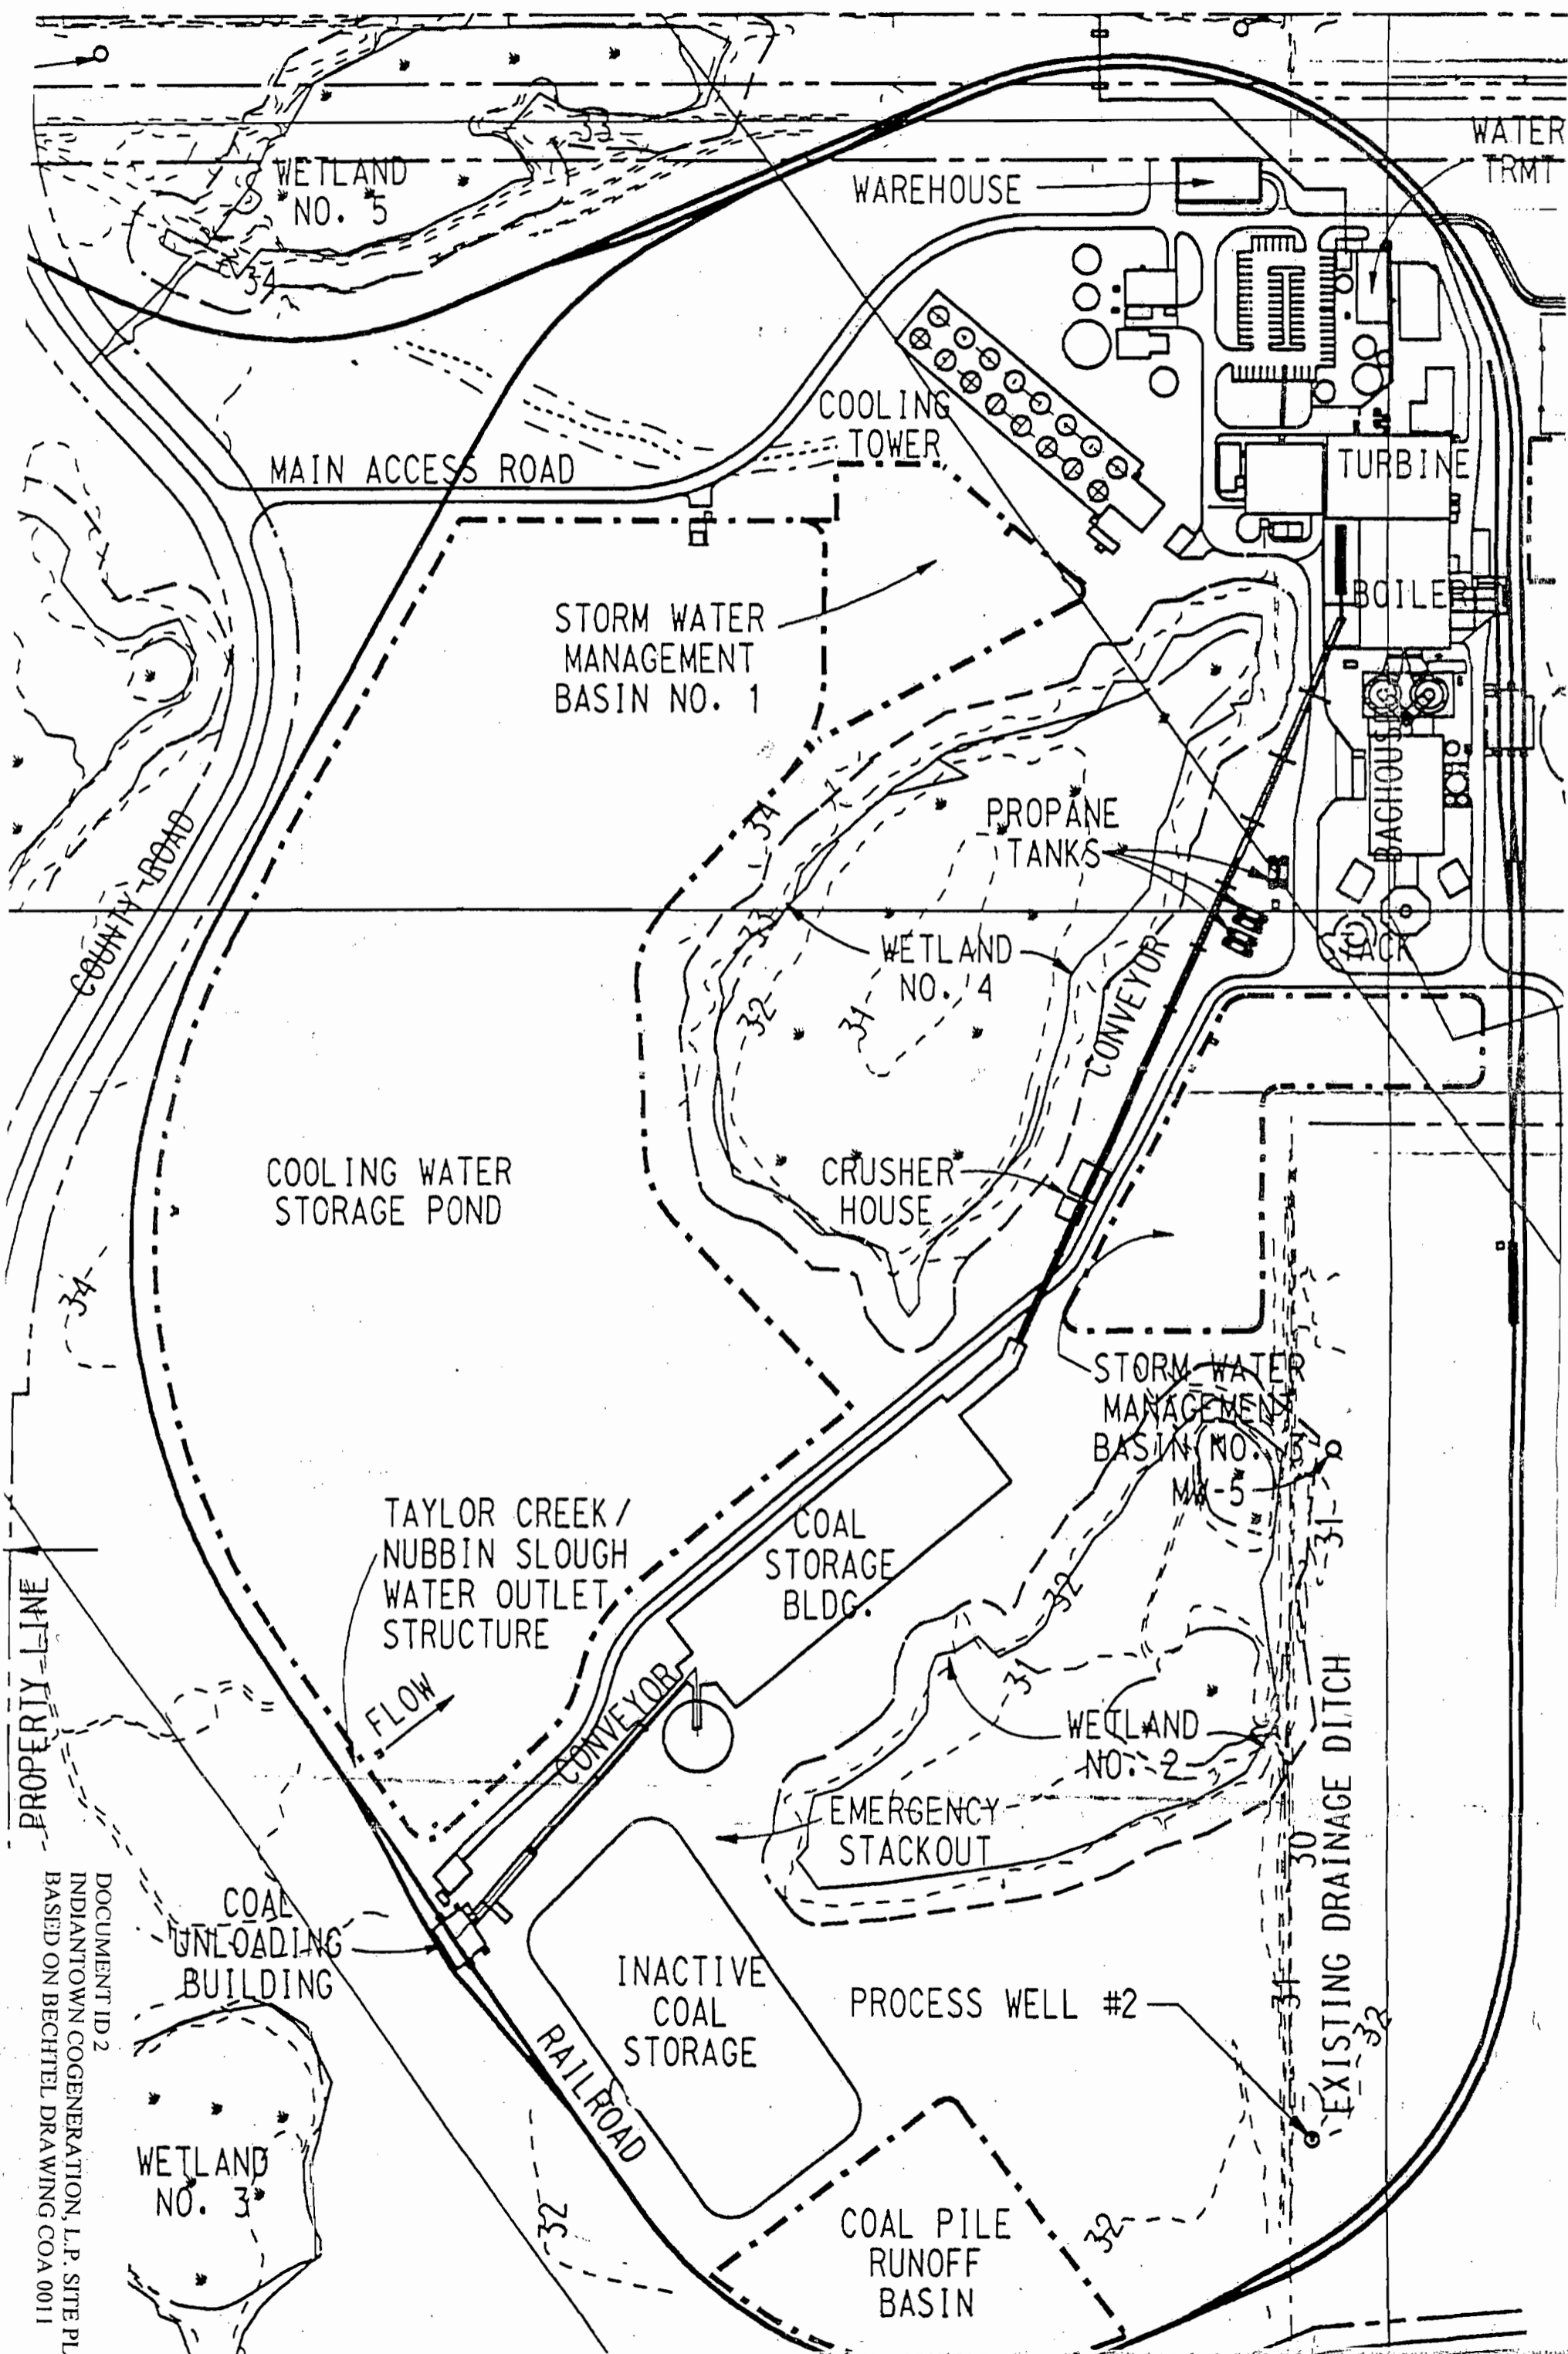 WATER
TRMT
WETLAND
NO. 5
33
34
WAREHOUSE
COOLING
TOWER
MAIN ACCESS ROAD
TURBINE
BOILER
STORM WATER
MANAGEMENT
BASIN NO. 1
BAGHOUSE
PROPANE
TANKS
34
33
32
31
COUNTY ROAD
WETLAND
NO. 4
CONVEYOR
STACK
COOLING WATER
STORAGE POND
CRUSHER
HOUSE
34
STORM WATER
MANAGEMENT
BASIN NO. 3
MW-5
31
TAYLOR CREEK/
NUBBIN SLOUGH
WATER OUTLET
STRUCTURE
COAL
STORAGE
BLDG.
32
31
PROPERTY LINE
FLOW
CONVEYOR
WETLAND
NO. 2
EMERGENCY
STACKOUT
30
EXISTING DRAINAGE DITCH
COAL
UNLOADING
BUILDING
INACTIVE
COAL
STORAGE
PROCESS WELL #2
31
32
RAILROAD
WETLAND
NO. 3
32
32
COAL PILE
RUNOFF
BASIN
DOCUMENT ID 2
INDIANTOWN COGENERATION, L.P. SITE PL
BASED ON BECHTEL DRAWING COA 0011